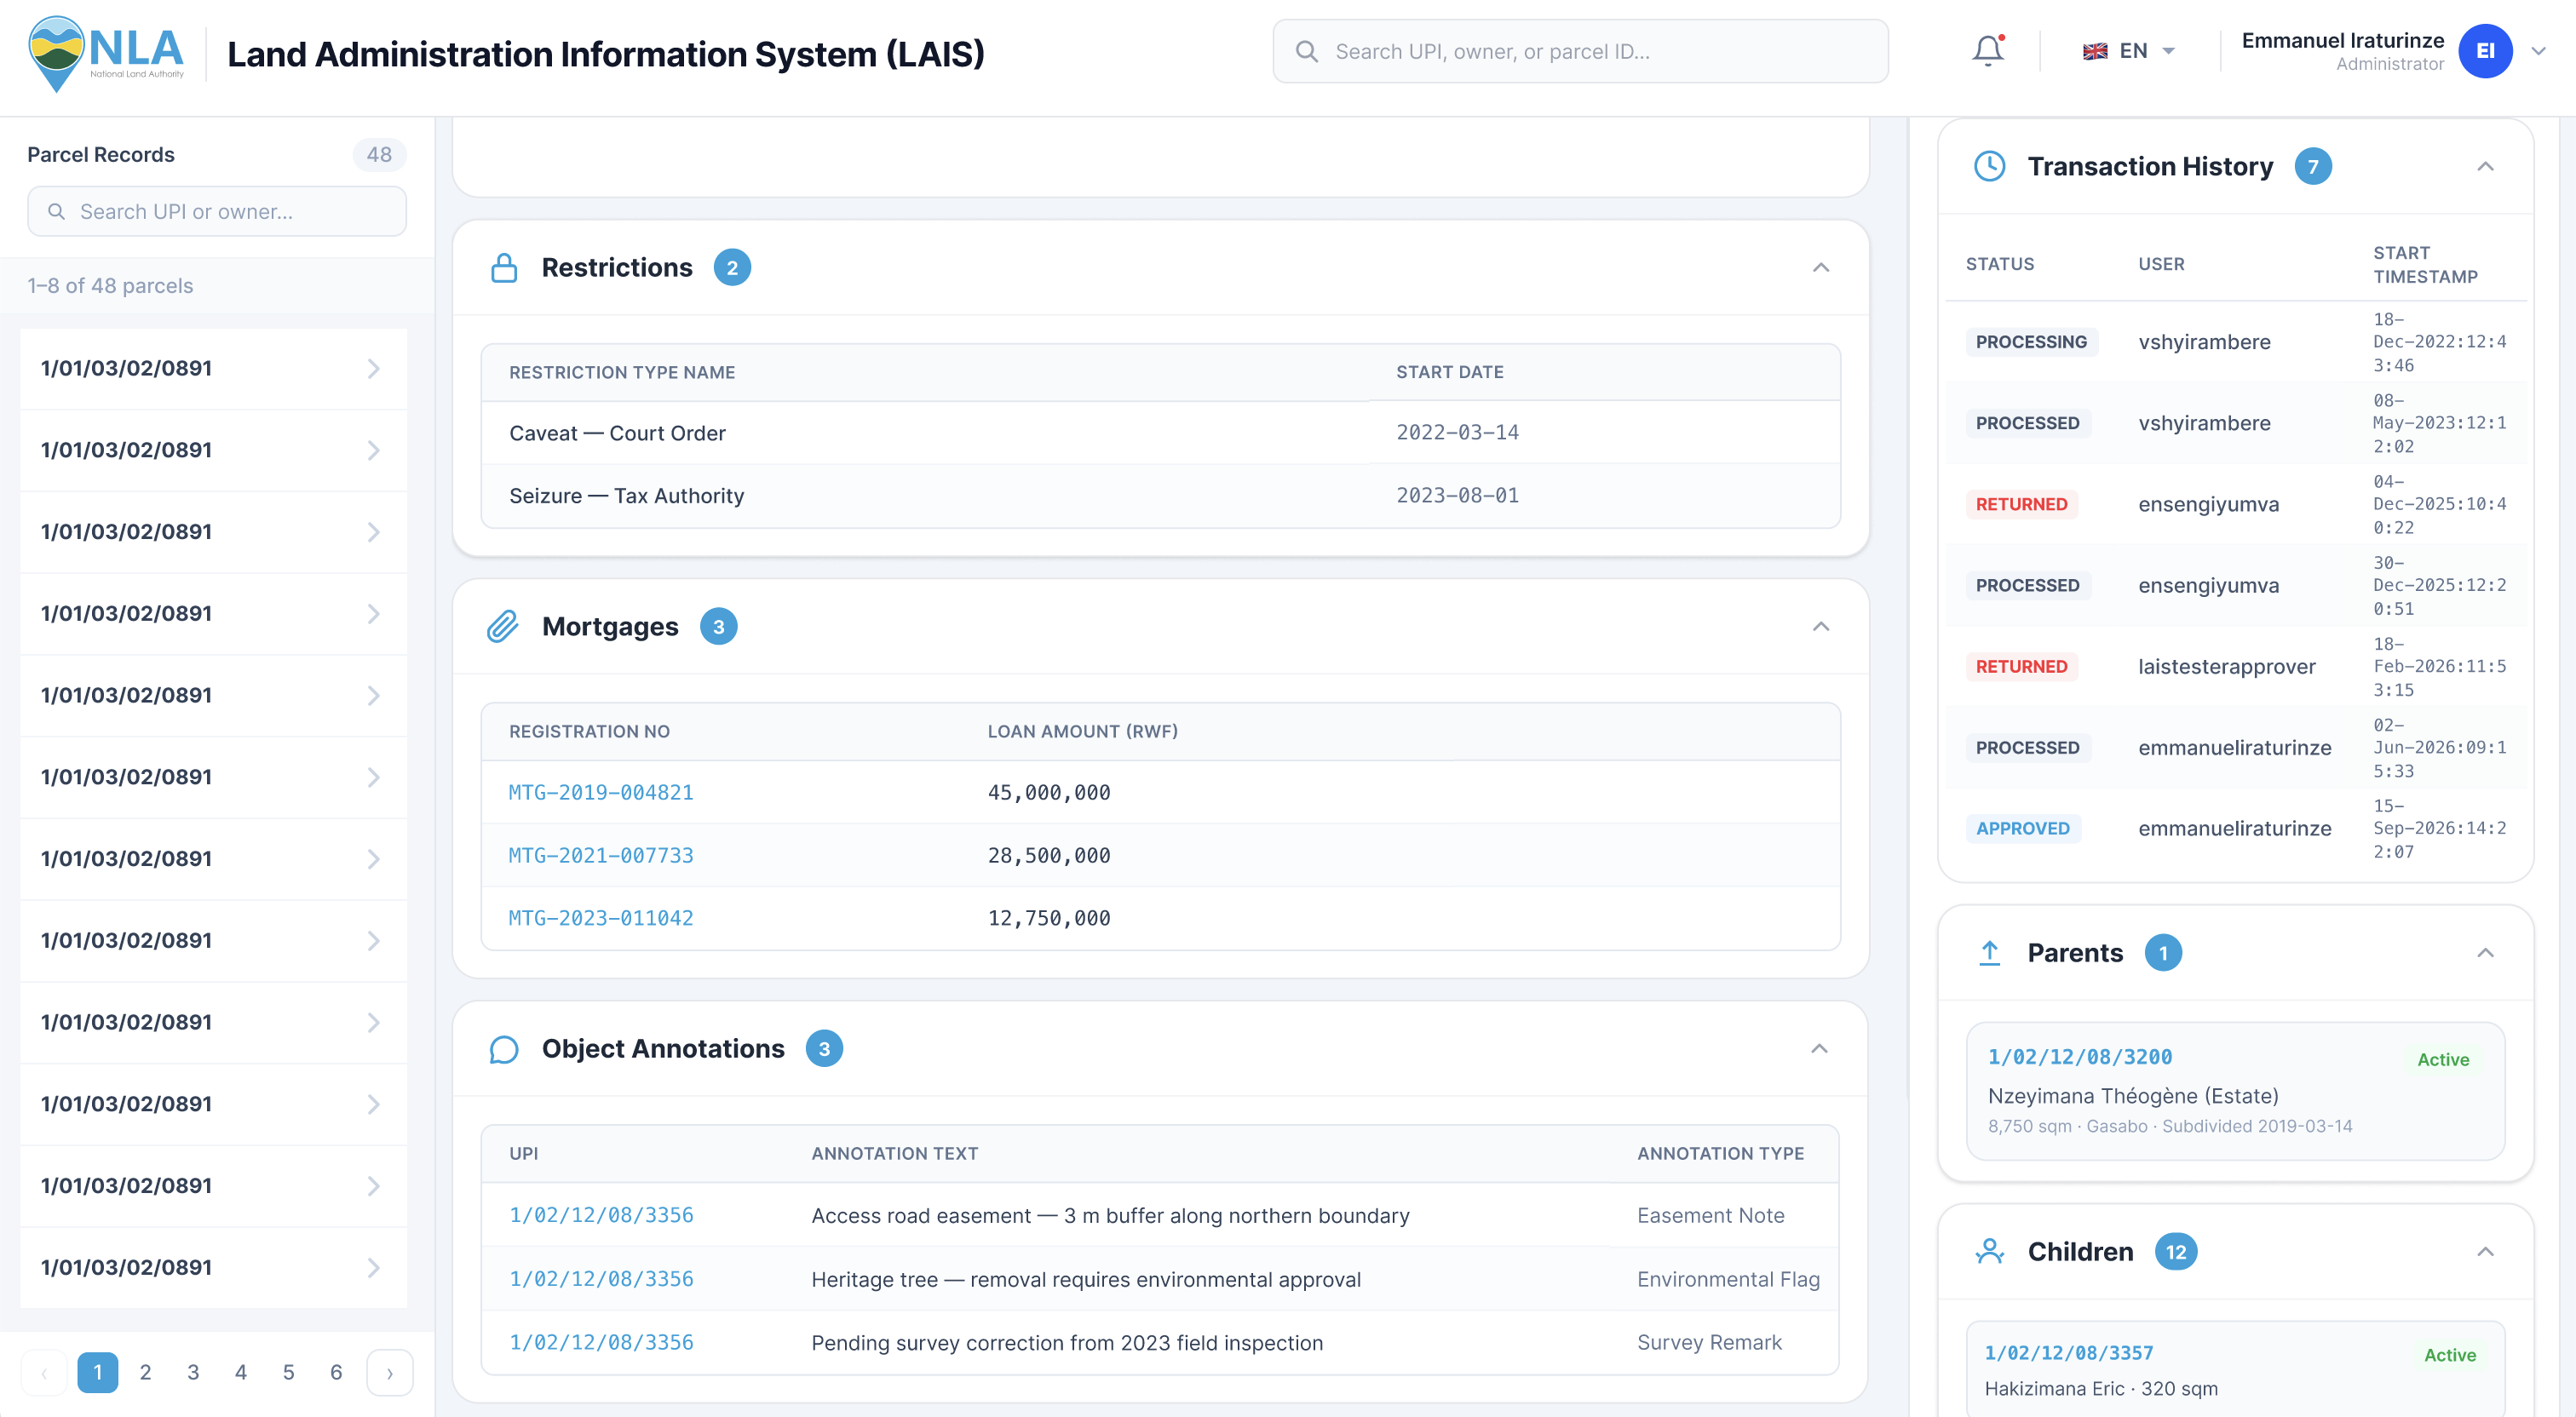 NLA
National Land Authority
Land Administration Information System (LAIS)
Search UPI, owner, or parcel ID...
EN
Emmanuel Iraturinze
Administrator
EI
Parcel Records
48
Search UPI or owner...
1–8 of 48 parcels
1/01/03/02/0891
1/01/03/02/0891
1/01/03/02/0891
1/01/03/02/0891
1/01/03/02/0891
1/01/03/02/0891
1/01/03/02/0891
1/01/03/02/0891
1/01/03/02/0891
1/01/03/02/0891
1/01/03/02/0891
1/01/03/02/0891
‹ 1 2 3 4 5 6 ›
Restrictions 2
RESTRICTION TYPE NAME START DATE
Caveat — Court Order 2022-03-14
Seizure — Tax Authority 2023-08-01
Mortgages 3
REGISTRATION NO LOAN AMOUNT (RWF)
MTG-2019-004821 45,000,000
MTG-2021-007733 28,500,000
MTG-2023-011042 12,750,000
Object Annotations 3
UPI ANNOTATION TEXT ANNOTATION TYPE
1/02/12/08/3356 Access road easement — 3 m buffer along northern boundary Easement Note
1/02/12/08/3356 Heritage tree — removal requires environmental approval Environmental Flag
1/02/12/08/3356 Pending survey correction from 2023 field inspection Survey Remark
Transaction History 7
STATUS USER START
TIMESTAMP
18-
PROCESSING vshyirambere Dec-2022:12:4
3:46
08-
PROCESSED vshyirambere May-2023:12:1
2:02
04-
RETURNED ensengiyumva Dec-2025:10:4
0:22
30-
PROCESSED ensengiyumva Dec-2025:12:2
0:51
18-
RETURNED laistesterapprover Feb-2026:11:5
3:15
02-
PROCESSED emmanueliraturinze Jun-2026:09:1
5:33
15-
APPROVED emmanueliraturinze Sep-2026:14:2
2:07
Parents 1
1/02/12/08/3200 Active
Nzeyimana Théogène (Estate)
8,750 sqm · Gasabo · Subdivided 2019-03-14
Children 12
1/02/12/08/3357 Active
Hakizimana Eric · 320 sqm